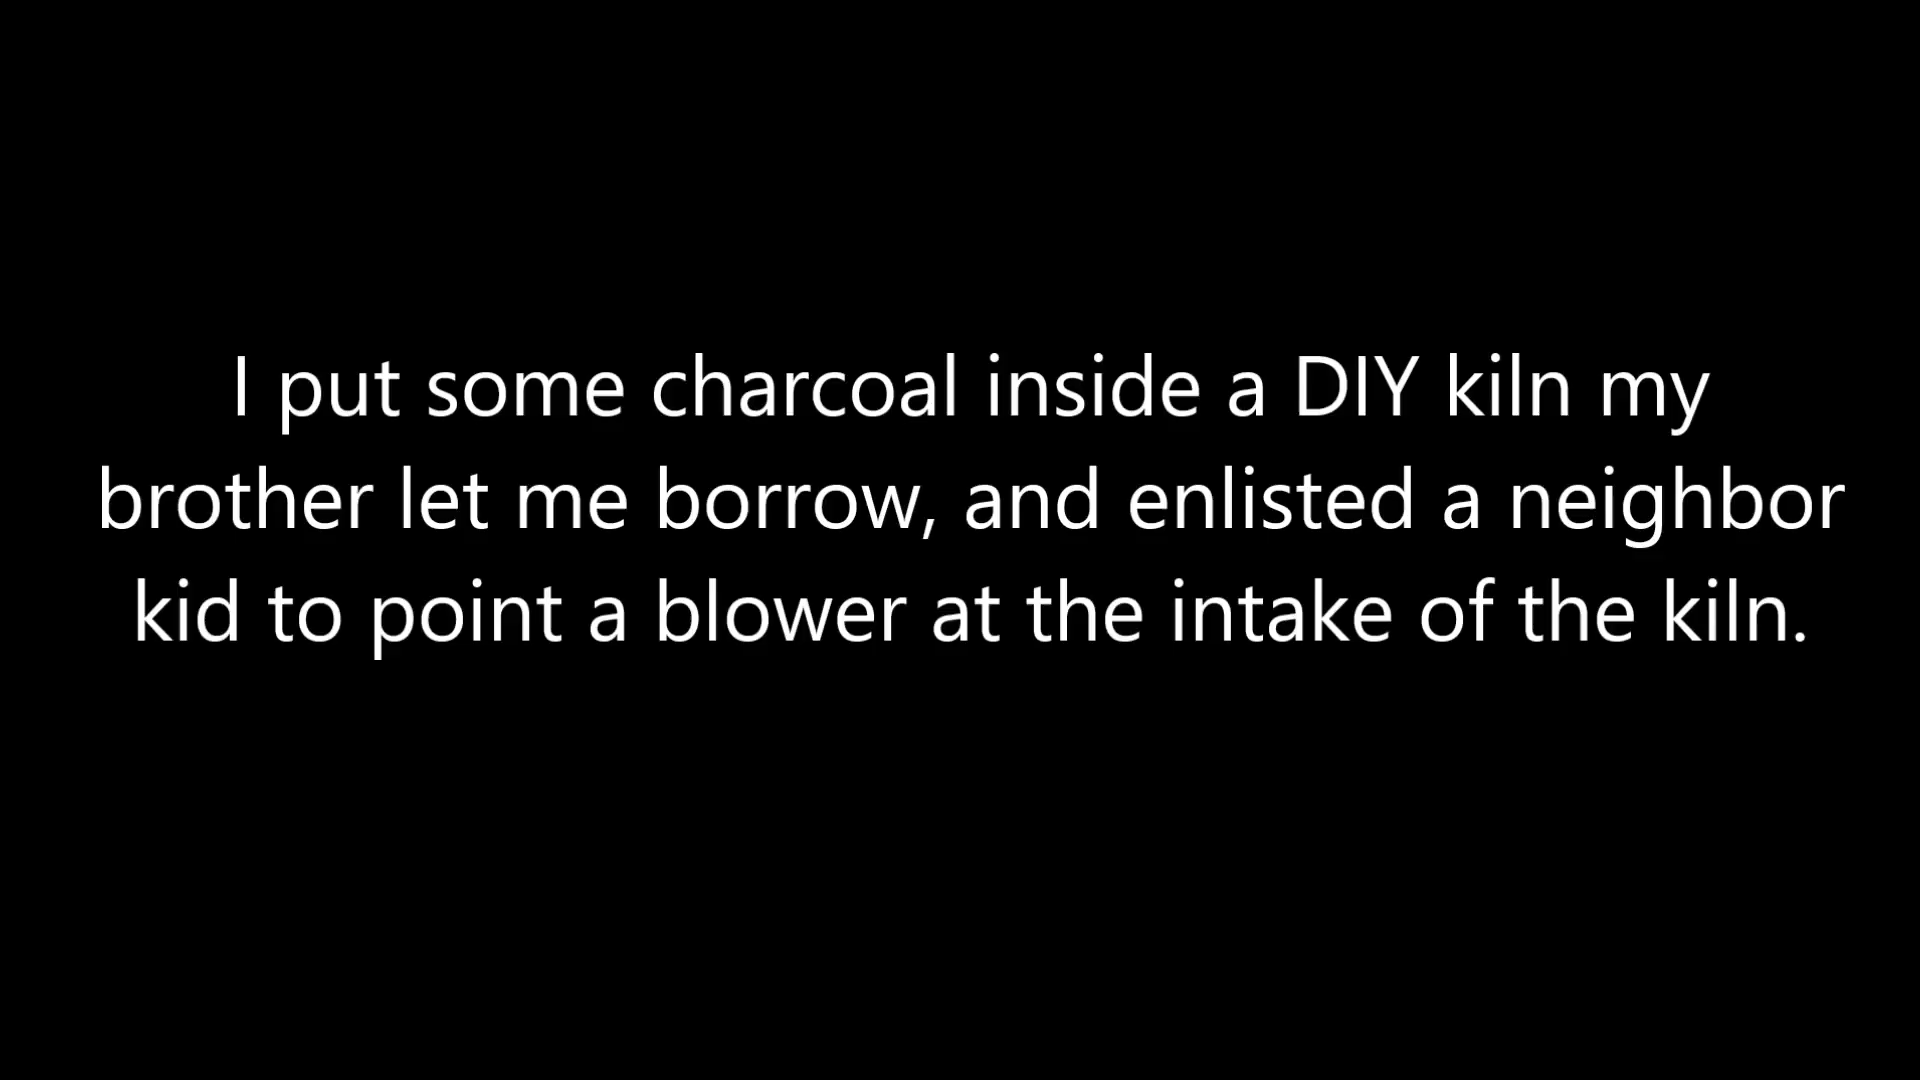 I put some charcoal inside a DIY kiln my
brother let me borrow, and enlisted a neighbor
kid to point a blower at the intake of the kiln.